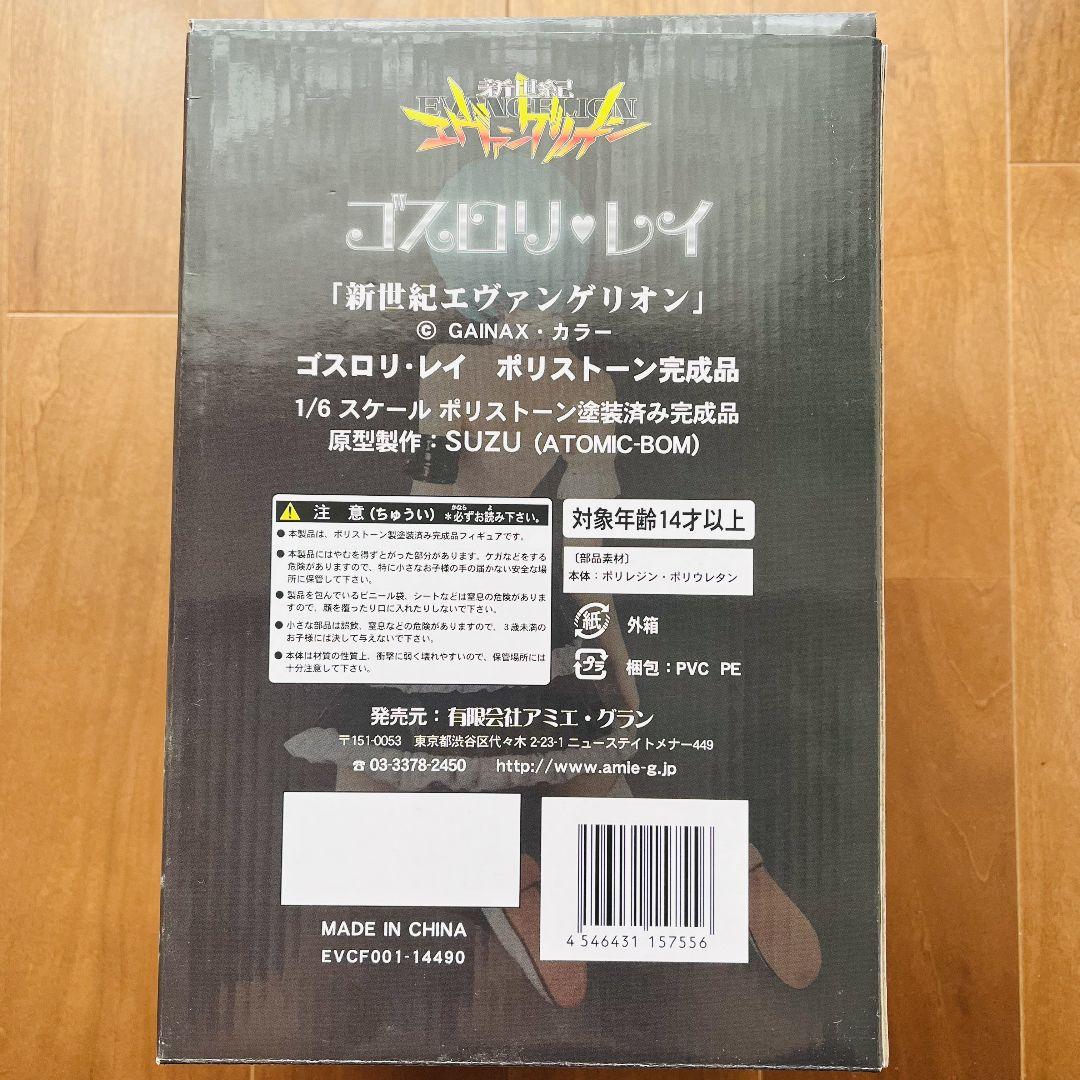 新世紀
EVANGELION
エヴァンゲリオン
ゴスロリ♥レイ
「新世紀エヴァンゲリオン」
© GAINAX・カラー
ゴスロリ・レイ　ポリストーン完成品
1/6 スケール ポリストーン塗装済み完成品
原型製作：SUZU (ATOMIC-BOM)
注 意 (ちゅうい) *必ずお読み下さい。
かなら よ
● 本製品は、ポリストーン製塗装済み完成品フィギュアです。
● 本製品にはやむを得ずとがった部分があります。ケガなどをする
危険がありますので、特に小さなお子様の手の届かない安全な場
所に保管して下さい。
● 製品を包んでいるビニール袋、シートなどは窒息の危険がありま
すので、頭を覆ったり口に入れたりしないで下さい。
● 小さな部品は誤飲、窒息などの危険がありますので、3歳未満の
お子様には決して与えないで下さい。
● 本体は材質の性質上、衝撃に弱く壊れやすいので、保管場所には
十分注意して下さい。
対象年齢14才以上
〔部品素材〕
本体：ポリレジン・ポリウレタン
紙 外箱
プラ 梱包：PVC PE
発売元：有限会社アミエ・グラン
〒151-0053　東京都渋谷区代々木 2-23-1 ニューステイトメナー449
☎ 03-3378-2450　http://www.amie-g.jp
MADE IN CHINA
EVCF001-14490
4 546431 157556